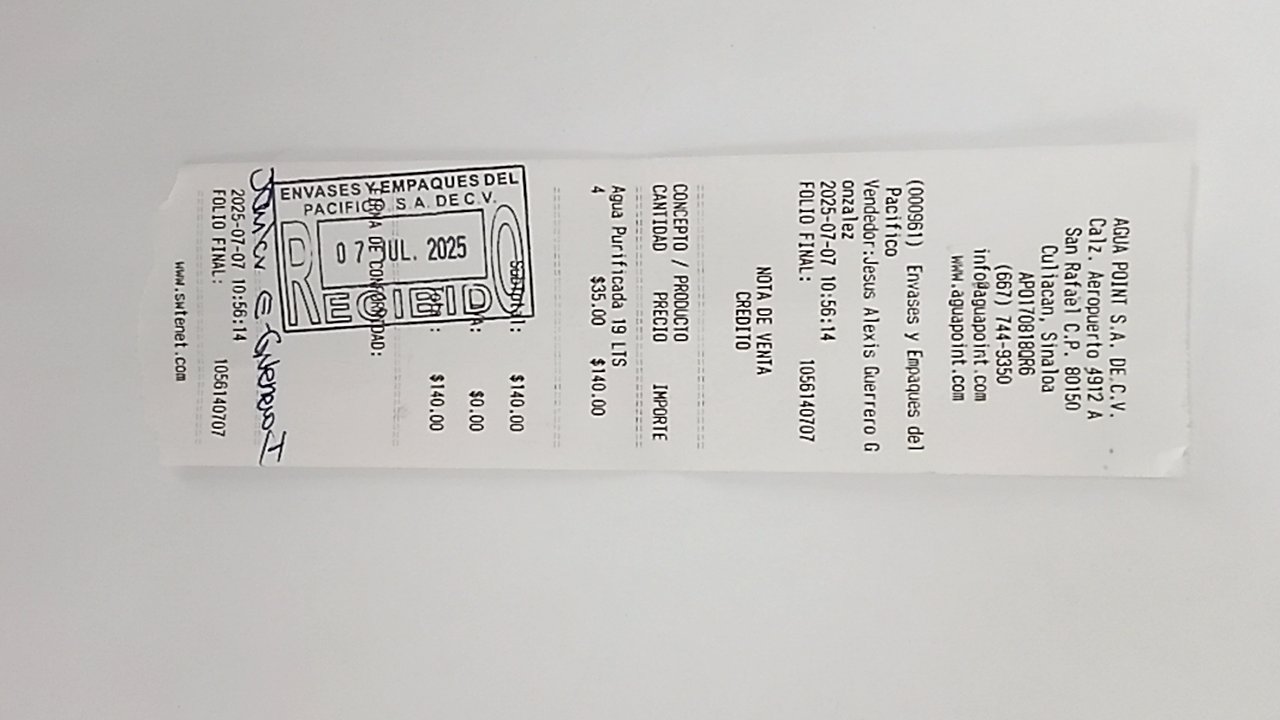 AGUA POINT S.A. DE.C.V.
Calz. Aeropuerto 4912 A
San Rafael C.P. 80150
Culiacan, Sinaloa
APO170818QR6
(667) 744-9350
info@aguapoint.com
www.aguapoint.com
(000961) Envases y Empaques del
Pacifico
Vendedor:Jesus Alexis Guerrero G
onzalez
2025-07-07 10:56:14
FOLIO FINAL: 1056140707
NOTA DE VENTA
CREDITO
CONCEPTO / PRODUCTO
CANTIDAD PRECIO IMPORTE
Agua Purificada 19 LTS
4 $35.00 $140.00
$140.00
$0.00
$140.00
ENVASES Y EMPAQUES DEL
PACIFICO S.A. DE C.V.
07 JUL. 2025
RECIBIDO
DE CONFORMIDAD:
2025-07-07 10:56:14
FOLIO FINAL: 1056140707
www.swtenet.com